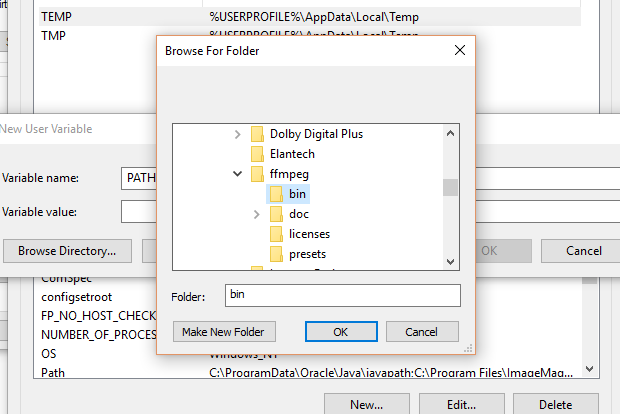 TEMP %USERPROFILE%\AppData\Local\Temp
TMP %USERPROFILE%\AppData\Local\Temp
Browse For Folder
New User Variable
Dolby Digital Plus
Elantech
ffmpeg
Variable name: PATH
bin
Variable value:
doc
licenses
Browse Directory...
OK
Cancel
presets
ComSpec
configsetroot
Folder: bin
FP_NO_HOST_CHECK
NUMBER_OF_PROCES
Make New Folder
OK
Cancel
OS Windows_NT
Path C:\ProgramData\Oracle\Java\javapath;C:\Program Files\ImageMag...
New...
Edit...
Delete